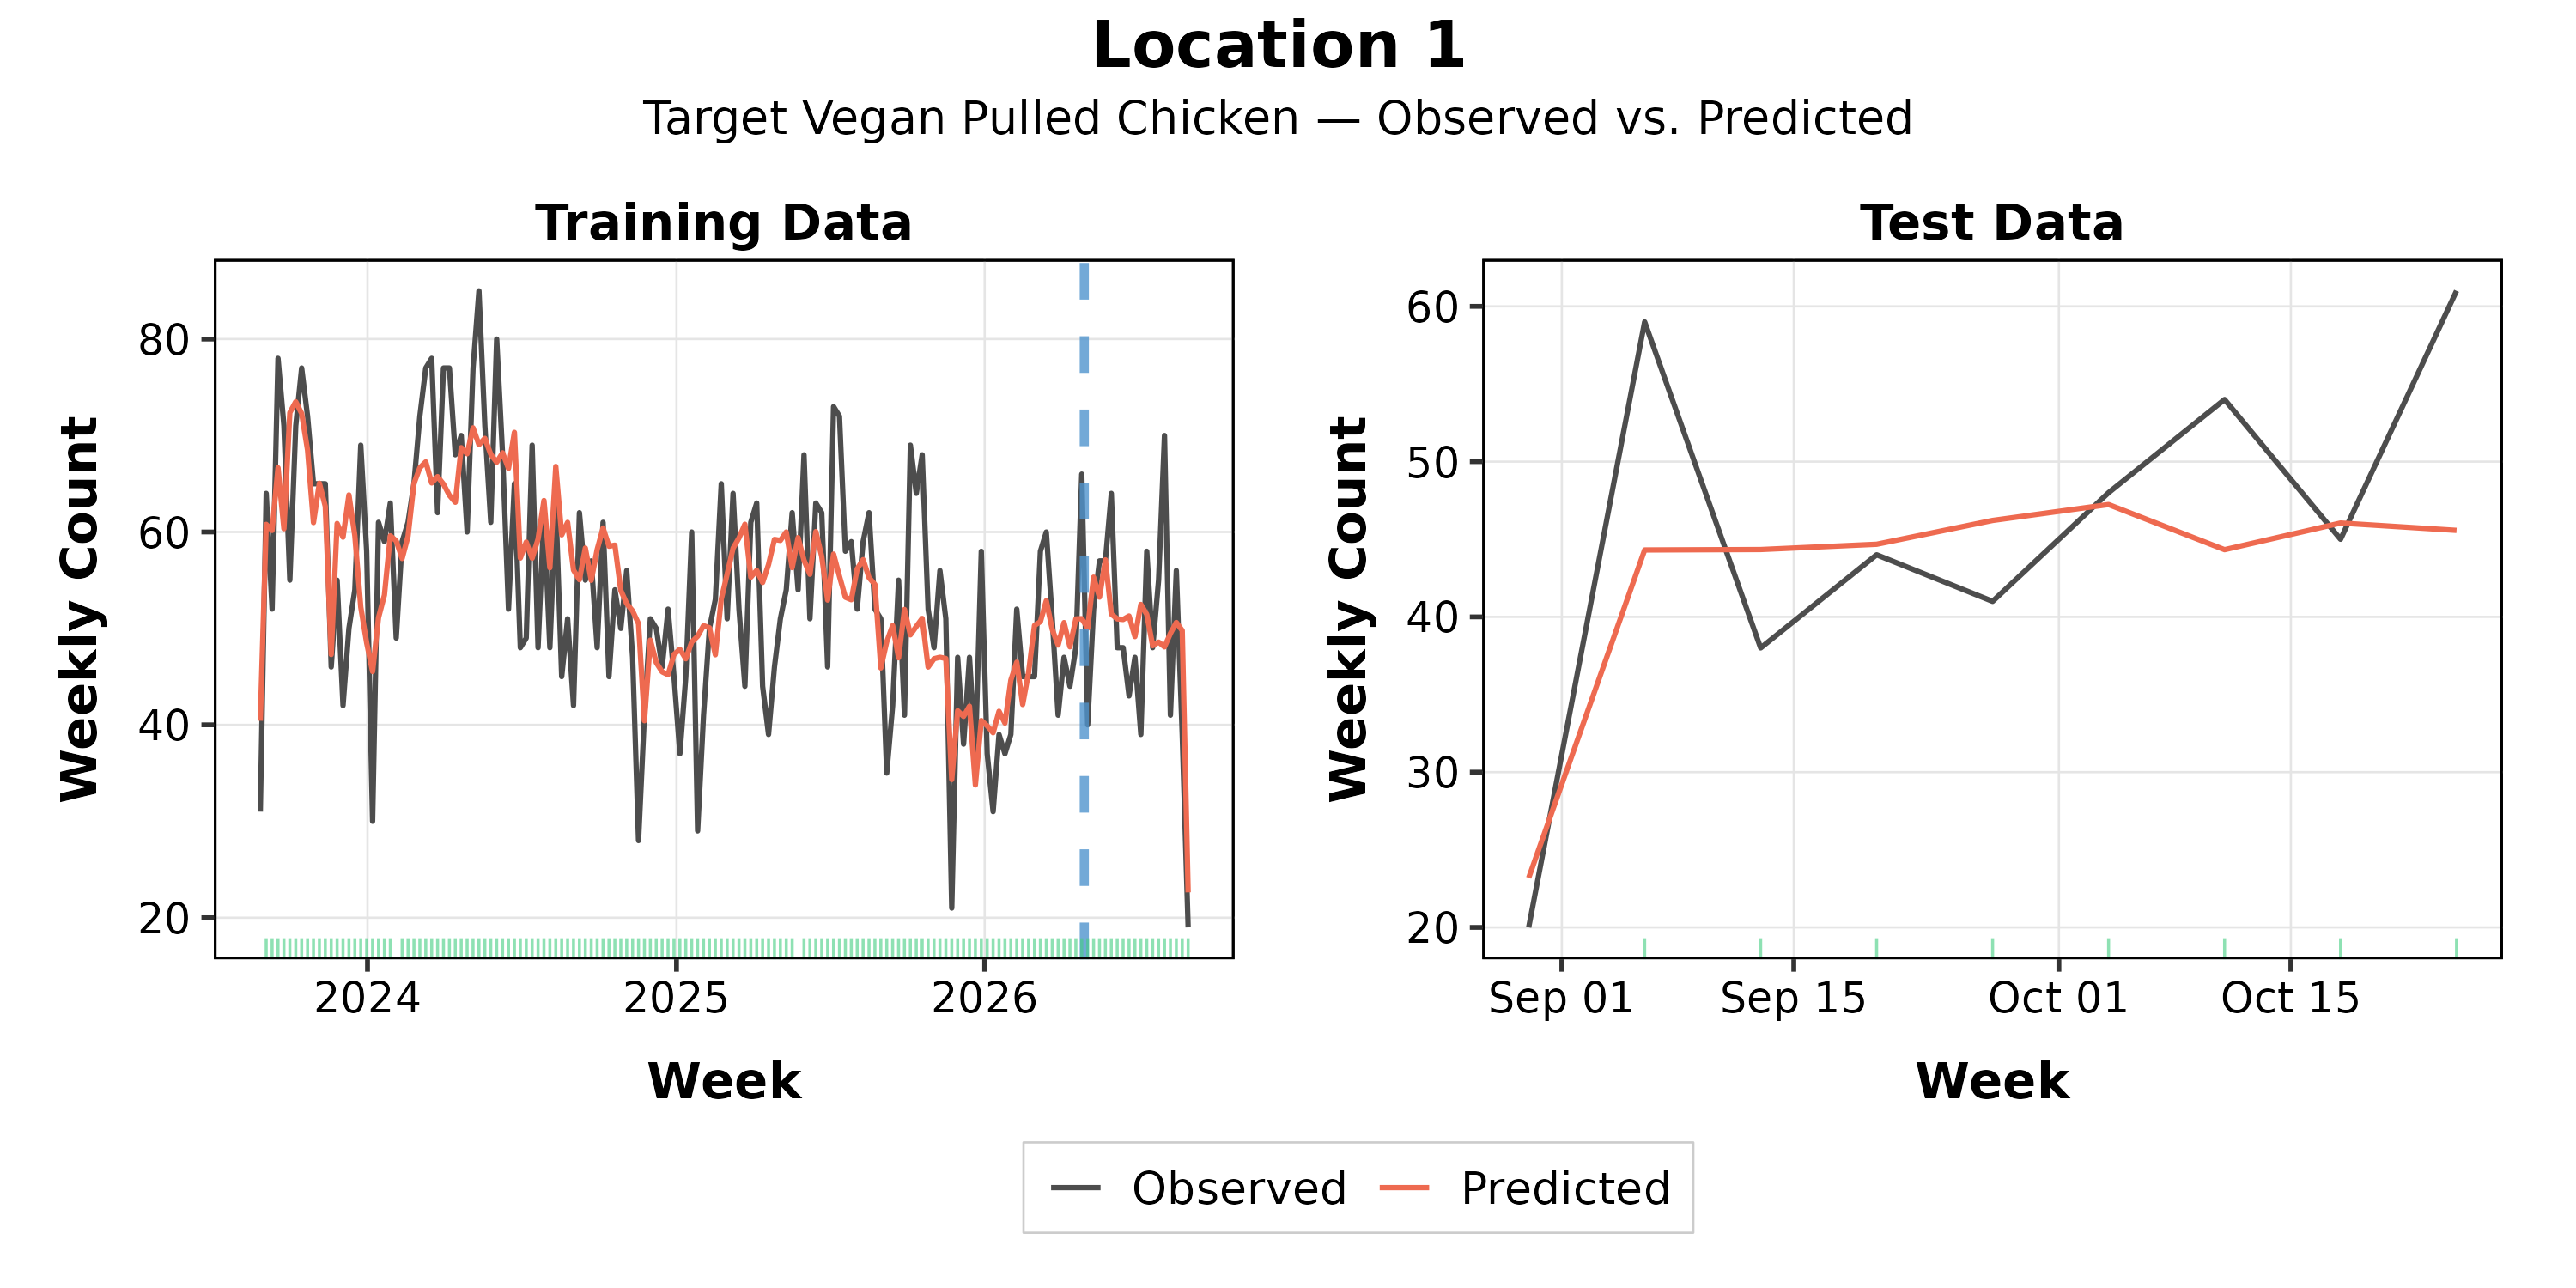 Location 1
Target Vegan Pulled Chicken — Observed vs. Predicted
Training Data
Weekly Count
80
60
40
20
2024 2025 2026
Week
Test Data
Weekly Count
60
50
40
30
20
Sep 01 Sep 15 Oct 01 Oct 15
Week
Observed Predicted